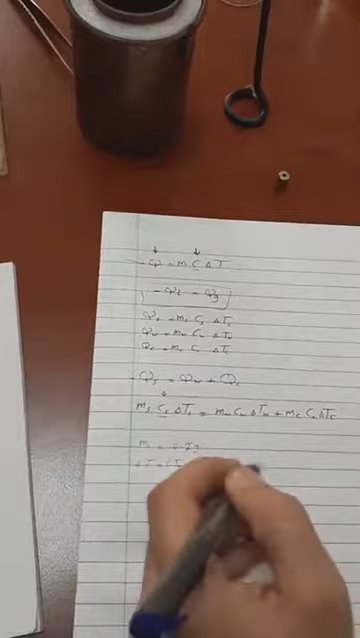 Q = m C ΔT
- Q_L = Q_g
Q_s = m_s C_s ΔT_s
Q_w = m_w C_w ΔT_w
Q_c = m_c C_c ΔT_c
- Q_s = Q_w + Q_c
m_s C_s ΔT_s = m_w C_w ΔT_w + m_c C_c ΔT_c